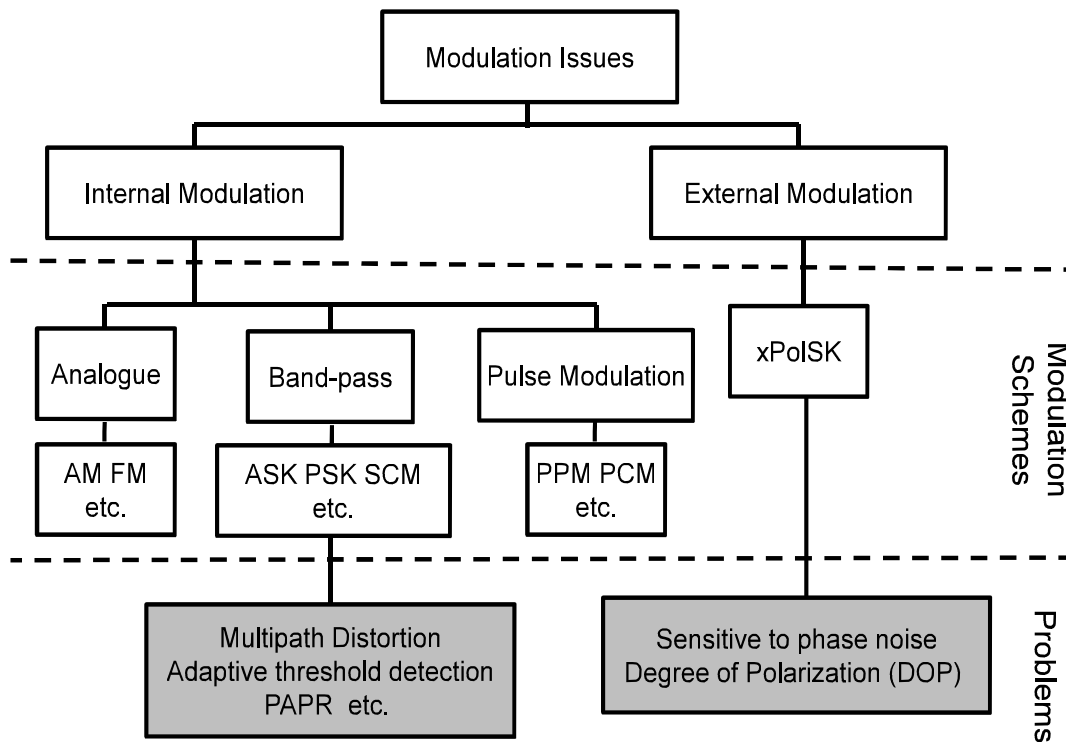 Modulation Issues
Internal Modulation
External Modulation
Analogue
Band-pass
Pulse Modulation
xPolSK
AM FM
etc.
ASK PSK SCM
etc.
PPM PCM
etc.
Modulation
Schemes
Multipath Distortion
Adaptive threshold detection
PAPR etc.
Sensitive to phase noise
Degree of Polarization (DOP)
Problems